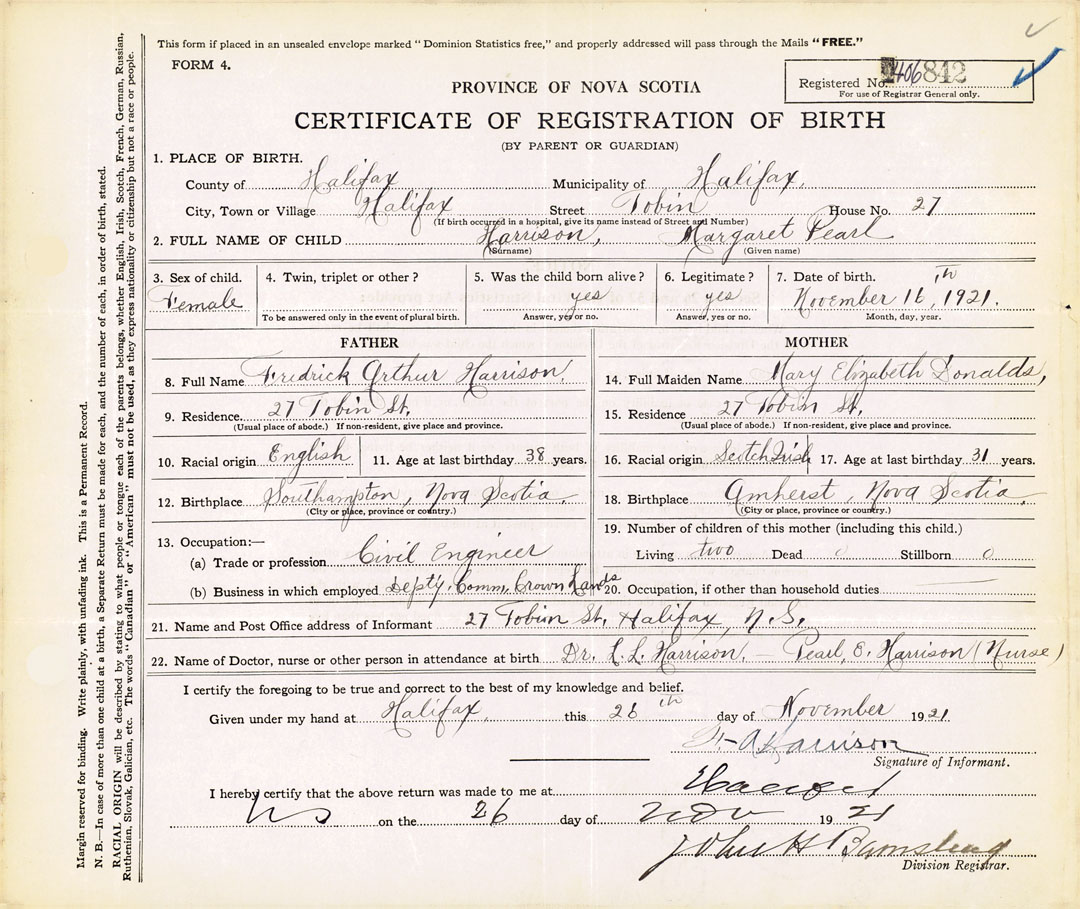 This form if placed in an unsealed envelope marked "Dominion Statistics free," and properly addressed will pass through the Mails "FREE."
FORM 4.
Registered No. 406842
For use of Registrar General only.
PROVINCE OF NOVA SCOTIA
CERTIFICATE OF REGISTRATION OF BIRTH
(BY PARENT OR GUARDIAN)
1. PLACE OF BIRTH.
County of Halifax Municipality of Halifax,
City, Town or Village Halifax Street Tobin House No. 27
(If birth occurred in a hospital, give its name instead of Street and Number)
2. FULL NAME OF CHILD Harrison, Margaret Pearl
(Surname) (Given name)
3. Sex of child. 4. Twin, triplet or other? 5. Was the child born alive? 6. Legitimate? 7. Date of birth.
Female yes yes November 16th, 1921.
To be answered only in the event of plural birth. Answer, yes or no. Answer, yes or no. Month, day, year.
FATHER MOTHER
8. Full Name Fredrick Arthur Harrison, 14. Full Maiden Name Mary Elizabeth Donalds,
9. Residence. 27 Tobin St. 15. Residence 27 Tobin St.
(Usual place of abode.) If non-resident, give place and province. (Usual place of abode.) If non-resident, give place and province.
10. Racial origin English 11. Age at last birthday 38 years. 16. Racial origin Scotch Irish 17. Age at last birthday 31 years.
12. Birthplace Southampton, Nova Scotia. 18. Birthplace Amherst, Nova Scotia,
(City or place, province or country.) (City or place, province or country.)
13. Occupation:— 19. Number of children of this mother (including this child.)
(a) Trade or profession Civil Engineer Living two Dead 0 Stillborn 0
(b) Business in which employed Depty. Comm. Crown Lands 20. Occupation, if other than household duties
21. Name and Post Office address of Informant 27 Tobin St. Halifax, N.S.
22. Name of Doctor, nurse or other person in attendance at birth Dr. L. L. Harrison. — Pearl, E. Harrison (Nurse)
I certify the foregoing to be true and correct to the best of my knowledge and belief.
Given under my hand at Halifax, this 26th day of November 1921
F. A Harrison
Signature of Informant.
I hereby certify that the above return was made to me at
NS on the 26 day of Nov 1921
John H
Division Registrar.
Margin reserved for binding. Write plainly, with unfading ink. This is a Permanent Record.
N. B.—In case of more than one child at a birth, a Separate Return must be made for each, and the number of each, in order of birth, stated.
RACIAL ORIGIN will be described by stating to what people or tongue each of the parents belongs, whether English, Irish, Scotch, French, German, Russian,
Ruthenian, Slovak, Galician, etc. The words "Canadian" or "American" must not be used, as they express nationality or citizenship but not a race or people.